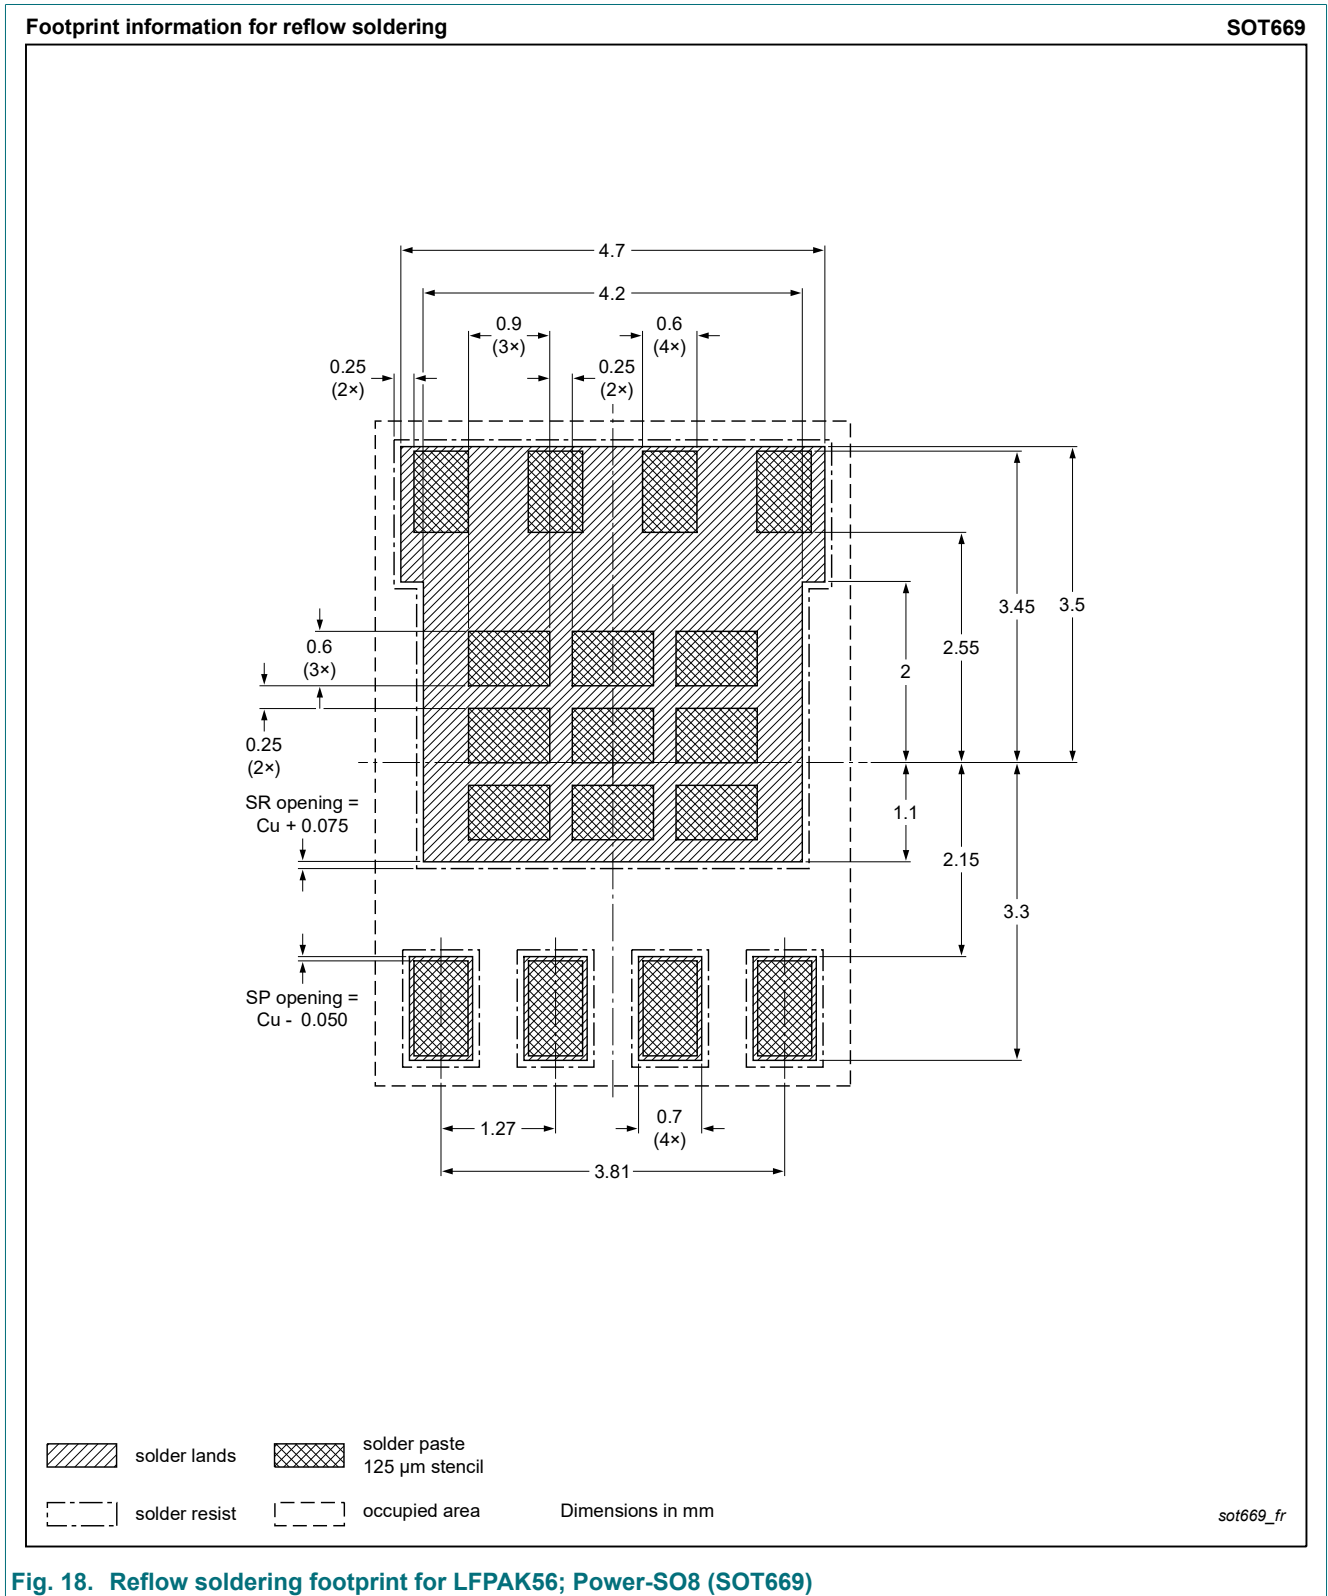 Footprint information for reflow soldering
SOT669
4.7
4.2
0.9
(3×)
0.6
(4×)
0.25
(2×)
0.25
(2×)
0.6
(3×)
0.25
(2×)
3.45
3.5
2.55
2
SR opening =
Cu + 0.075
1.1
2.15
3.3
SP opening =
Cu - 0.050
1.27
0.7
(4×)
3.81
solder lands
solder paste
125 µm stencil
solder resist
occupied area
Dimensions in mm
sot669_fr
Fig. 18. Reflow soldering footprint for LFPAK56; Power-SO8 (SOT669)